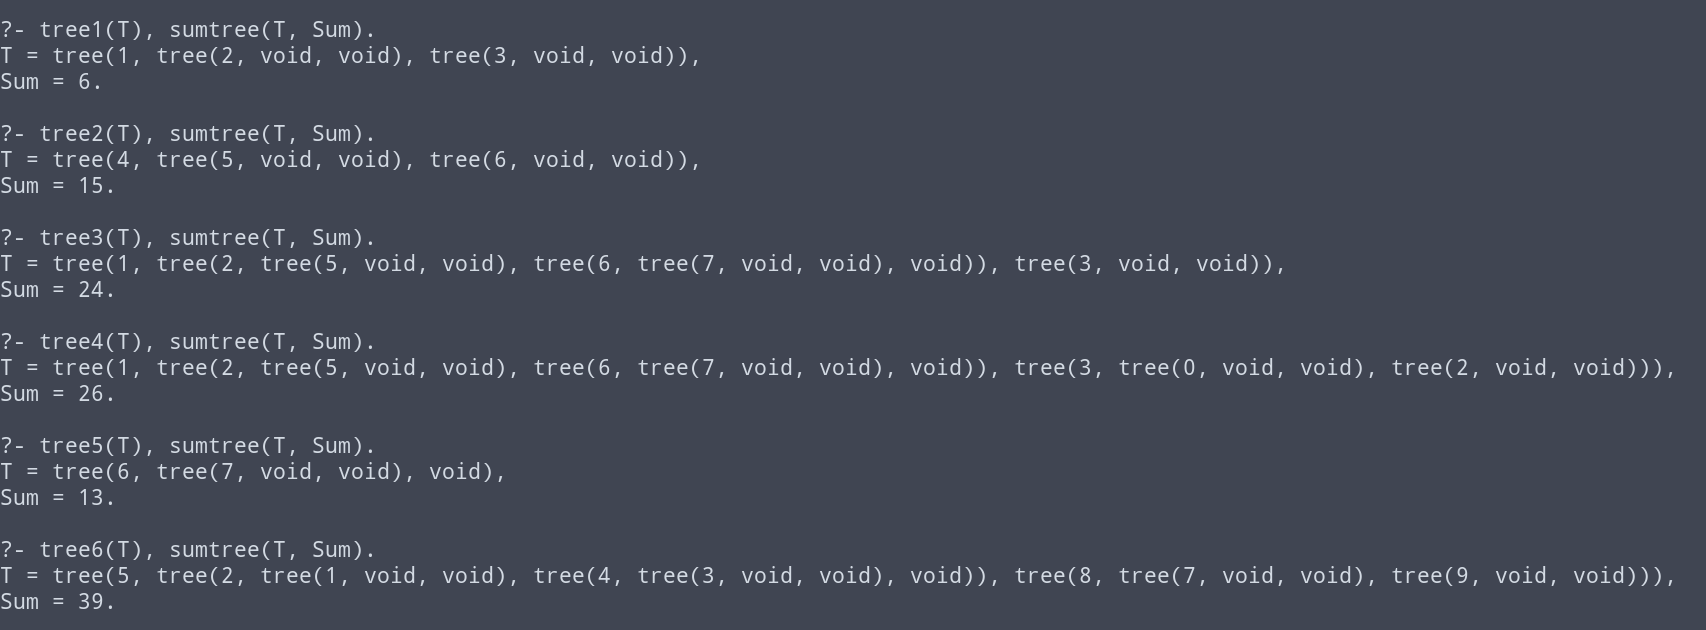 ?- tree1(T), sumtree(T, Sum).
T = tree(1, tree(2, void, void), tree(3, void, void)),
Sum = 6.
?- tree2(T), sumtree(T, Sum).
T = tree(4, tree(5, void, void), tree(6, void, void)),
Sum = 15.
?- tree3(T), sumtree(T, Sum).
T = tree(1, tree(2, tree(5, void, void), tree(6, tree(7, void, void), void)), tree(3, void, void)),
Sum = 24.
?- tree4(T), sumtree(T, Sum).
T = tree(1, tree(2, tree(5, void, void), tree(6, tree(7, void, void), void)), tree(3, tree(0, void, void), tree(2, void, void))),
Sum = 26.
?- tree5(T), sumtree(T, Sum).
T = tree(6, tree(7, void, void), void),
Sum = 13.
?- tree6(T), sumtree(T, Sum).
T = tree(5, tree(2, tree(1, void, void), tree(4, tree(3, void, void), void)), tree(8, tree(7, void, void), tree(9, void, void))),
Sum = 39.